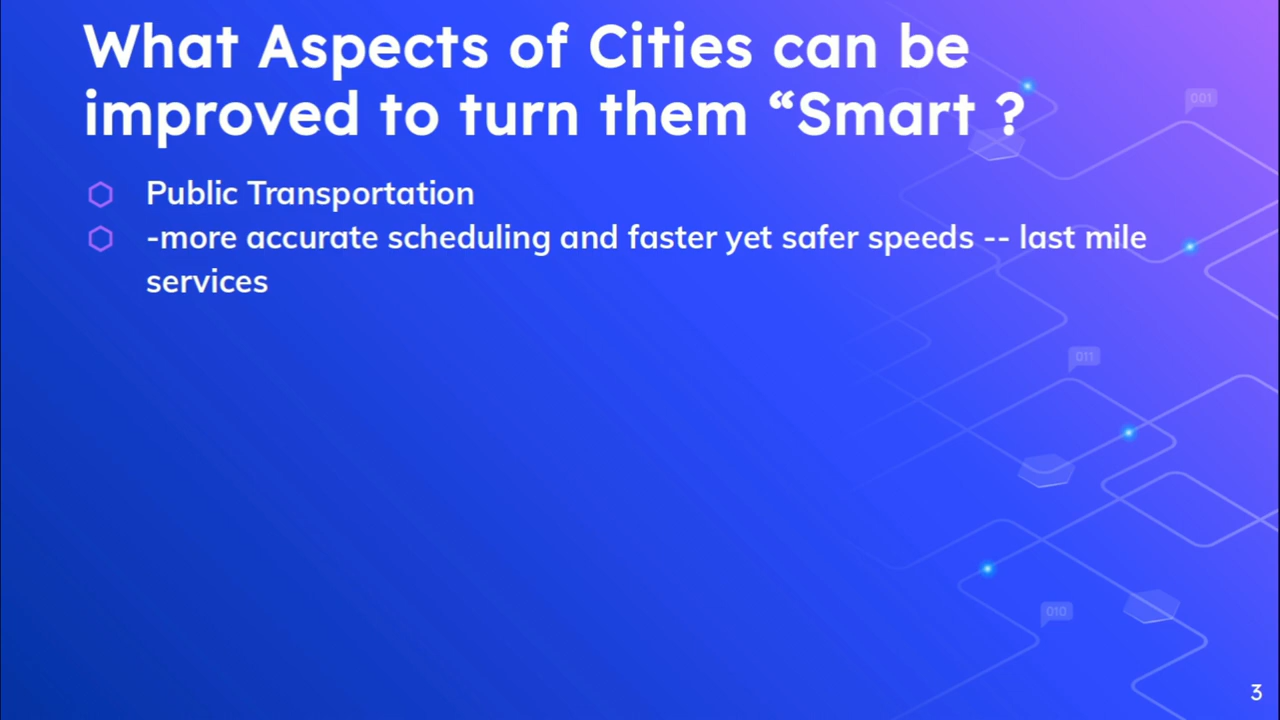 What Aspects of Cities can be
improved to turn them “Smart ?
001
Public Transportation
-more accurate scheduling and faster yet safer speeds -- last mile
services
011
010
3